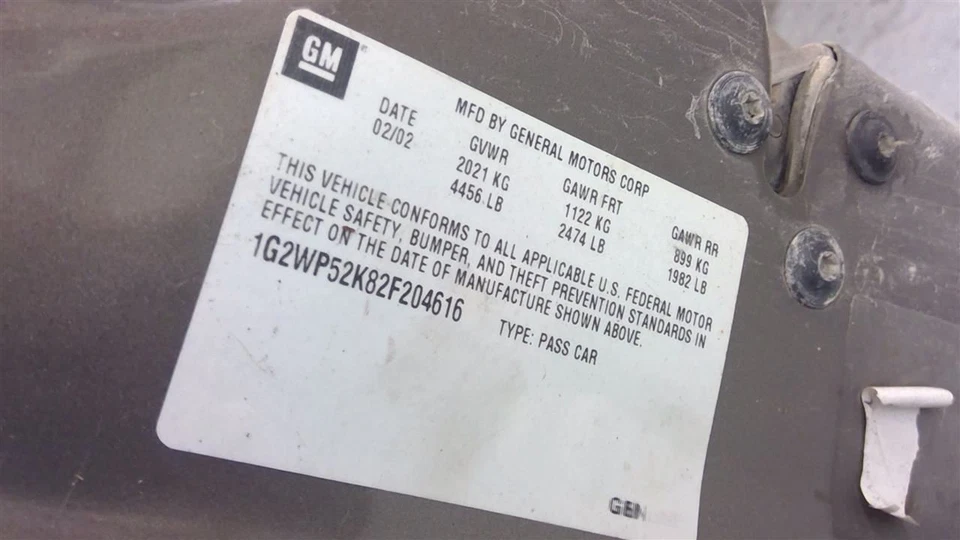 GM
MFD BY GENERAL MOTORS CORP
DATE GVWR GAWR FRT GAWR RR
02/02 2021 KG 1122 KG 899 KG
4456 LB 2474 LB 1982 LB
THIS VEHICLE CONFORMS TO ALL APPLICABLE U.S. FEDERAL MOTOR
VEHICLE SAFETY, BUMPER, AND THEFT PREVENTION STANDARDS IN
EFFECT ON THE DATE OF MANUFACTURE SHOWN ABOVE.
1G2WP52K82F204616 TYPE: PASS CAR
GEN